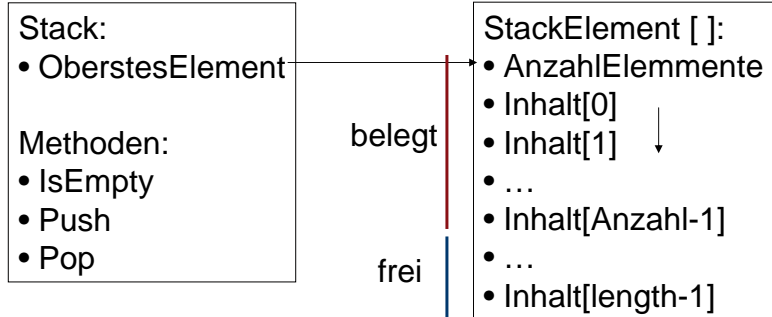 Stack:
• OberstesElement
Methoden:
• IsEmpty
• Push
• Pop
belegt
frei
StackElement [ ]:
• AnzahlElemmente
• Inhalt[0]
• Inhalt[1]
• ...
• Inhalt[Anzahl-1]
• ...
• Inhalt[length-1]